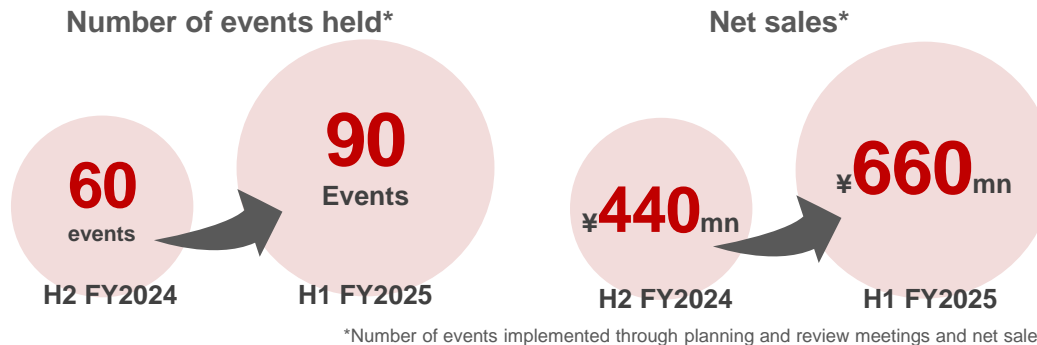 Number of events held*
60
events
H2 FY2024
90
Events
H1 FY2025
Net sales*
¥440mn
H2 FY2024
¥660mn
H1 FY2025
*Number of events implemented through planning and review meetings and net sale